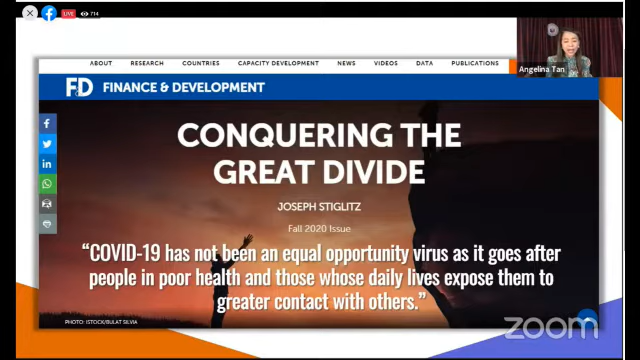 LIVE
714
Angelina Tan
ABOUT RESEARCH COUNTRIES CAPACITY DEVELOPMENT NEWS VIDEOS DATA PUBLICATIONS
F&D FINANCE & DEVELOPMENT
CONQUERING THE
GREAT DIVIDE
JOSEPH STIGLITZ
Fall 2020 Issue
“COVID-19 has not been an equal opportunity virus as it goes after
people in poor health and those whose daily lives expose them to
greater contact with others.”
PHOTO: ISTOCK/BULAT SILVIA
zoom